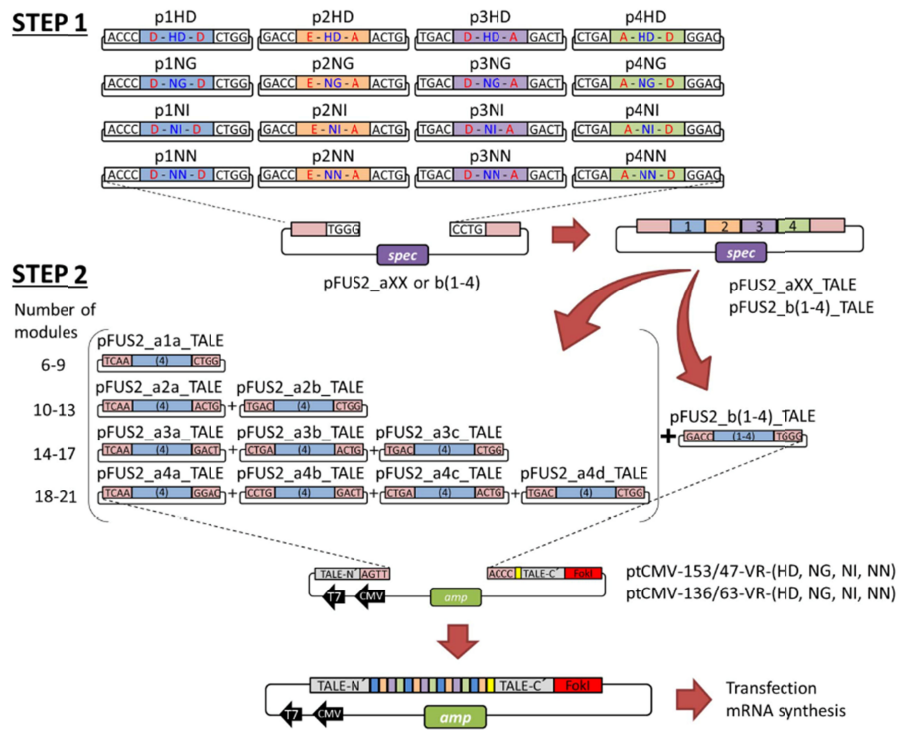 STEP 1
p1HD p2HD p3HD p4HD
ACCC D - HD - D CTGG GACC E - HD - A ACTG TGAC D - HD - A GACT CTGA A - HD - D GGAC
p1NG p2NG p3NG p4NG
ACCC D - NG - D CTGG GACC E - NG - A ACTG TGAC D - NG - A GACT CTGA A - NG - D GGAC
p1NI p2NI p3NI p4NI
ACCC D - NI - D CTGG GACC E - NI - A ACTG TGAC D - NI - A GACT CTGA A - NI - D GGAC
p1NN p2NN p3NN p4NN
ACCC D - NN - D CTGG GACC E - NN - A ACTG TGAC D - NN - A GACT CTGA A - NN - D GGAC
TGGG CCTG 1 2 3 4
spec spec
pFUS2_aXX or b(1-4)
pFUS2_aXX_TALE
pFUS2_b(1-4)_TALE
STEP 2
Number of
modules
pFUS2_a1a_TALE
6-9 TCAA (4) CTGG
pFUS2_a2a_TALE pFUS2_a2b_TALE
10-13 TCAA (4) ACTG + TGAC (4) CTGG
pFUS2_b(1-4)_TALE
+ GACC (1-4) TGGG
pFUS2_a3a_TALE pFUS2_a3b_TALE pFUS2_a3c_TALE
14-17 TCAA (4) GACT + CTGA (4) ACTG + TGAC (4) CTGG
pFUS2_a4a_TALE pFUS2_a4b_TALE pFUS2_a4c_TALE pFUS2_a4d_TALE
18-21 TCAA (4) GGAC + CCTG (4) GACT + CTGA (4) ACTG + TGAC (4) CTGG
TALE-N´ AGTT ACCC TALE-C´ FokI
T7 CMV amp
ptCMV-153/47-VR-(HD, NG, NI, NN)
ptCMV-136/63-VR-(HD, NG, NI, NN)
TALE-N´ TALE-C´ FokI
T7 CMV amp
Transfection
mRNA synthesis